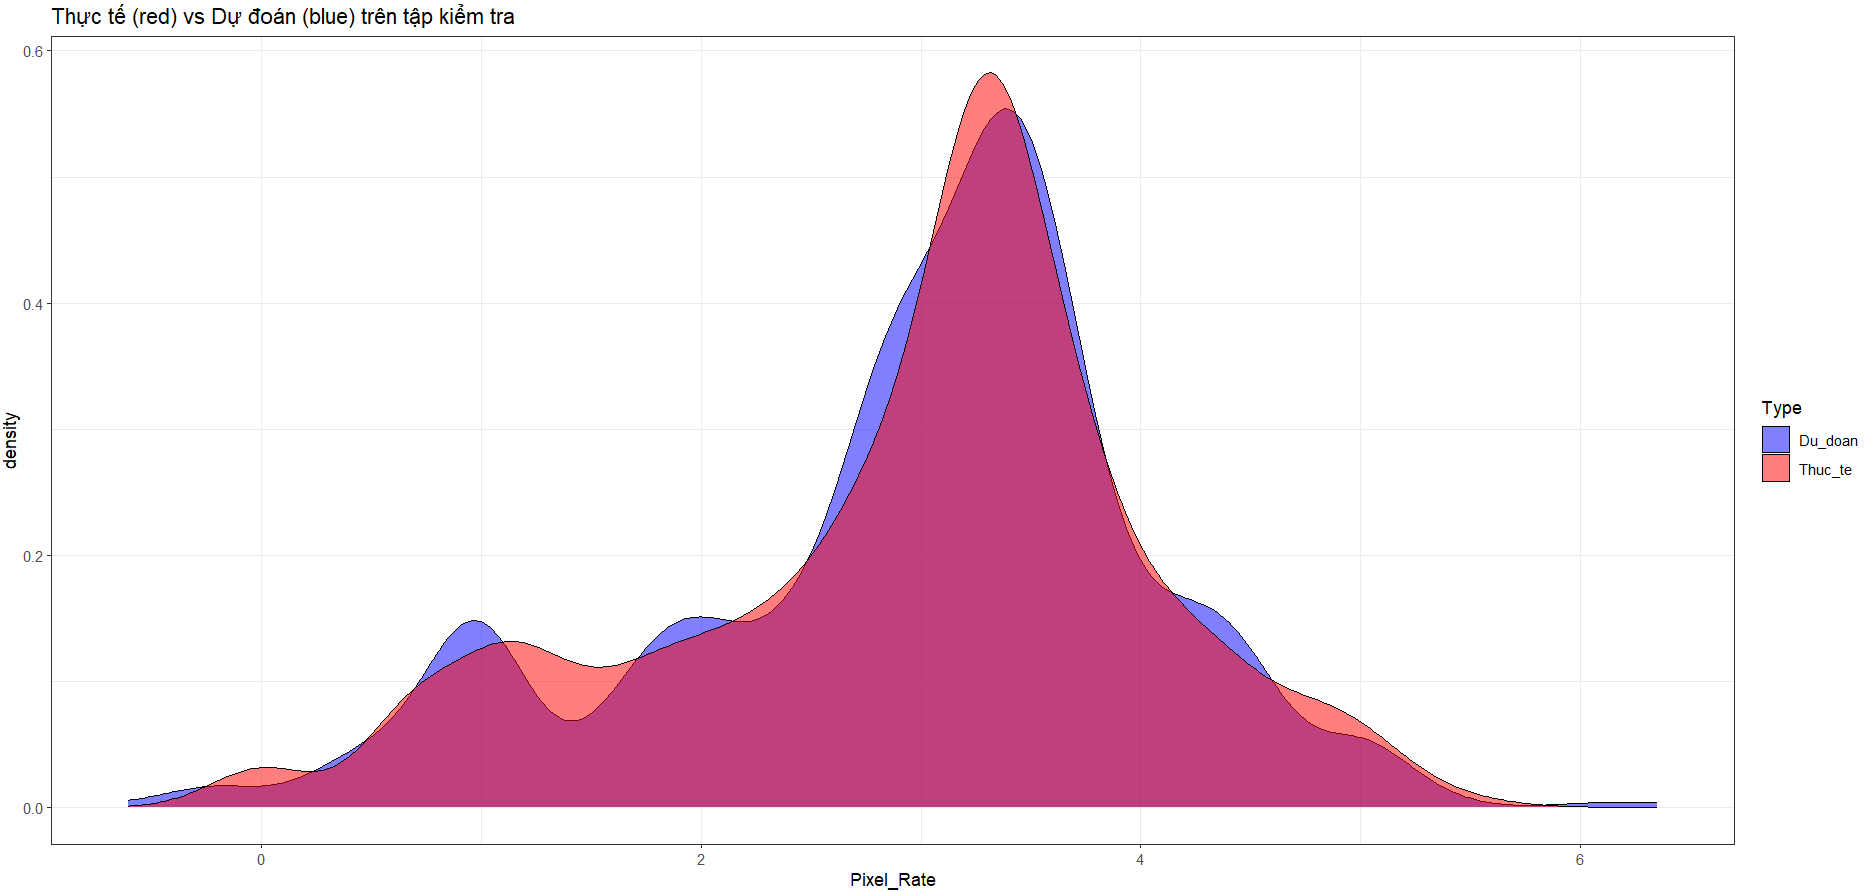 Thực tế (red) vs Dự đoán (blue) trên tập kiểm tra
0.6
0.4
0.2
0.0
density
0
2
4
6
Pixel_Rate
Type
Du_doan
Thuc_te